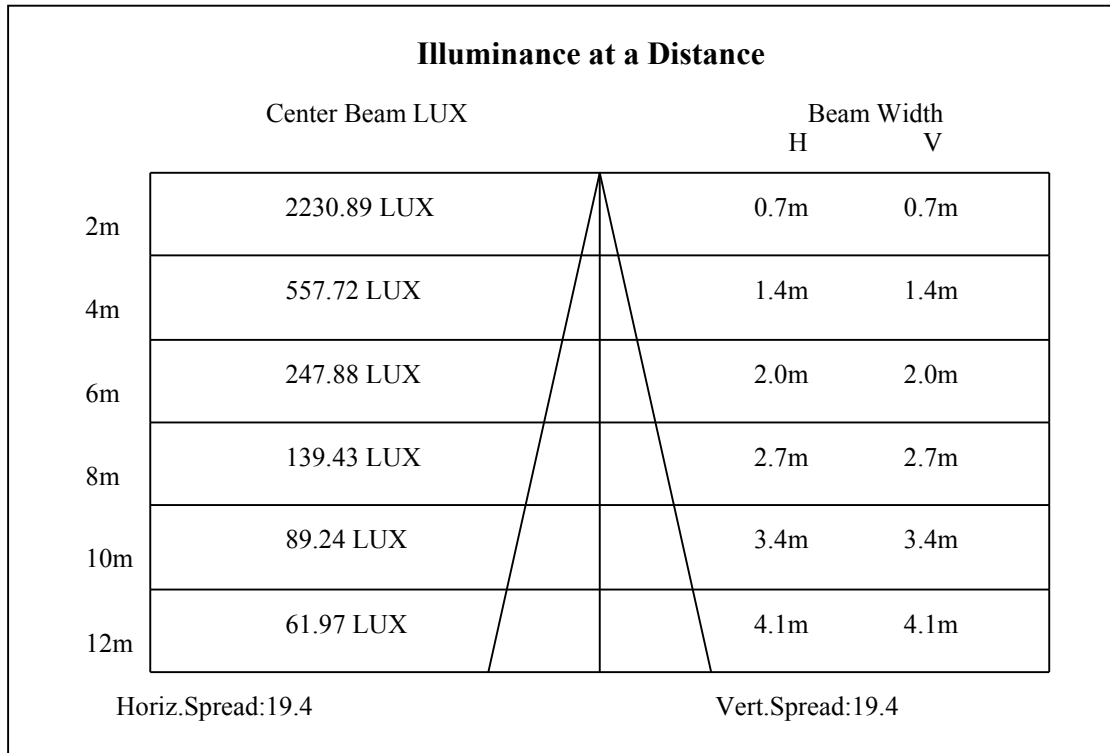 Illuminance at a Distance
Center Beam LUX Beam Width
H V
2m 2230.89 LUX 0.7m 0.7m
4m 557.72 LUX 1.4m 1.4m
6m 247.88 LUX 2.0m 2.0m
8m 139.43 LUX 2.7m 2.7m
10m 89.24 LUX 3.4m 3.4m
12m 61.97 LUX 4.1m 4.1m
Horiz.Spread:19.4 Vert.Spread:19.4